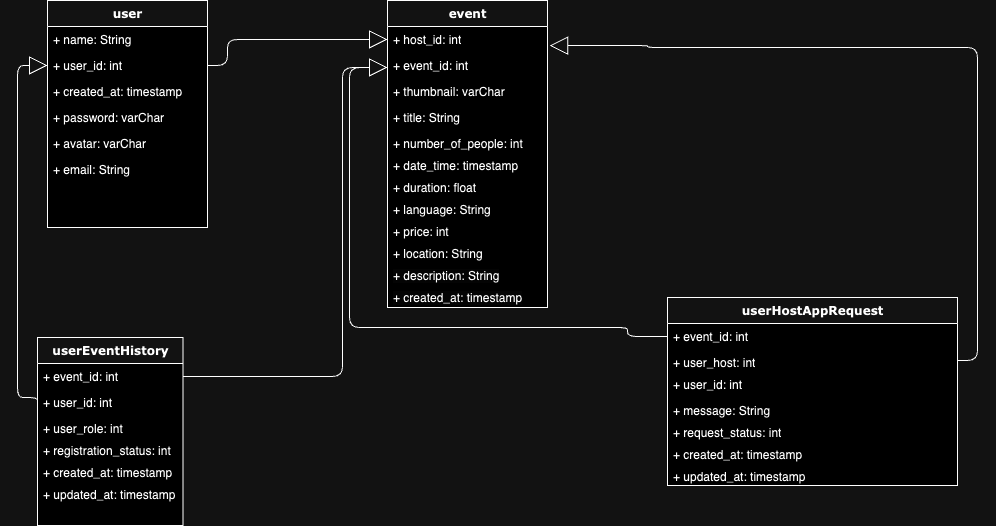 user
+ name: String
+ user_id: int
+ created_at: timestamp
+ password: varChar
+ avatar: varChar
+ email: String
event
+ host_id: int
+ event_id: int
+ thumbnail: varChar
+ title: String
+ number_of_people: int
+ date_time: timestamp
+ duration: float
+ language: String
+ price: int
+ location: String
+ description: String
+ created_at: timestamp
userEventHistory
+ event_id: int
+ user_id: int
+ user_role: int
+ registration_status: int
+ created_at: timestamp
+ updated_at: timestamp
userHostAppRequest
+ event_id: int
+ user_host: int
+ user_id: int
+ message: String
+ request_status: int
+ created_at: timestamp
+ updated_at: timestamp